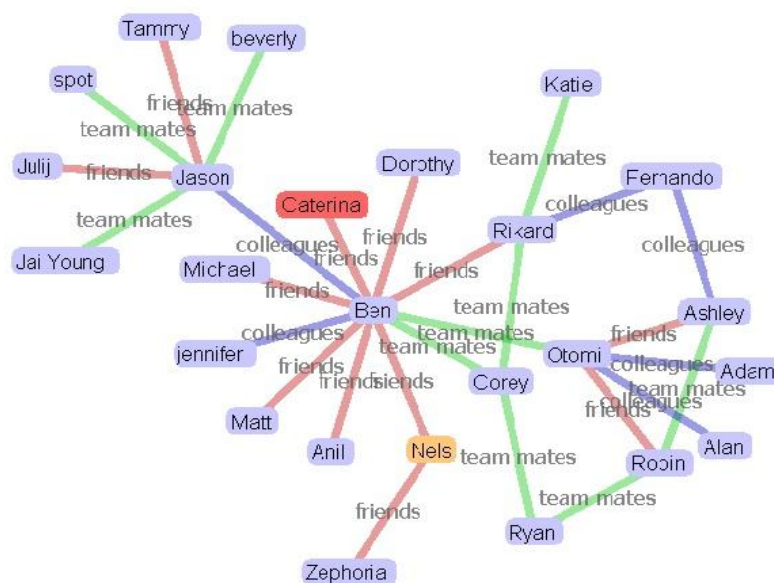 Tammy
beverly
spot
friends
team mates
team mates
Katie
Julij
friends
Jason
Dorothy
team mates
Fernando
Caterina
colleagues
team mates
Rikard
colleagues
friends
colleagues
Jai Young
Michael
friends
friends
friends
Ben
team mates
Ashley
colleagues
team mates
friends
jennifer
team mates
Otomi
colleagues
Adam
friends
friends
friends
Corey
team mates
colleagues
friends
Matt
Anil
Nels
team mates
Robin
Alan
friends
team mates
Ryan
Zephoria